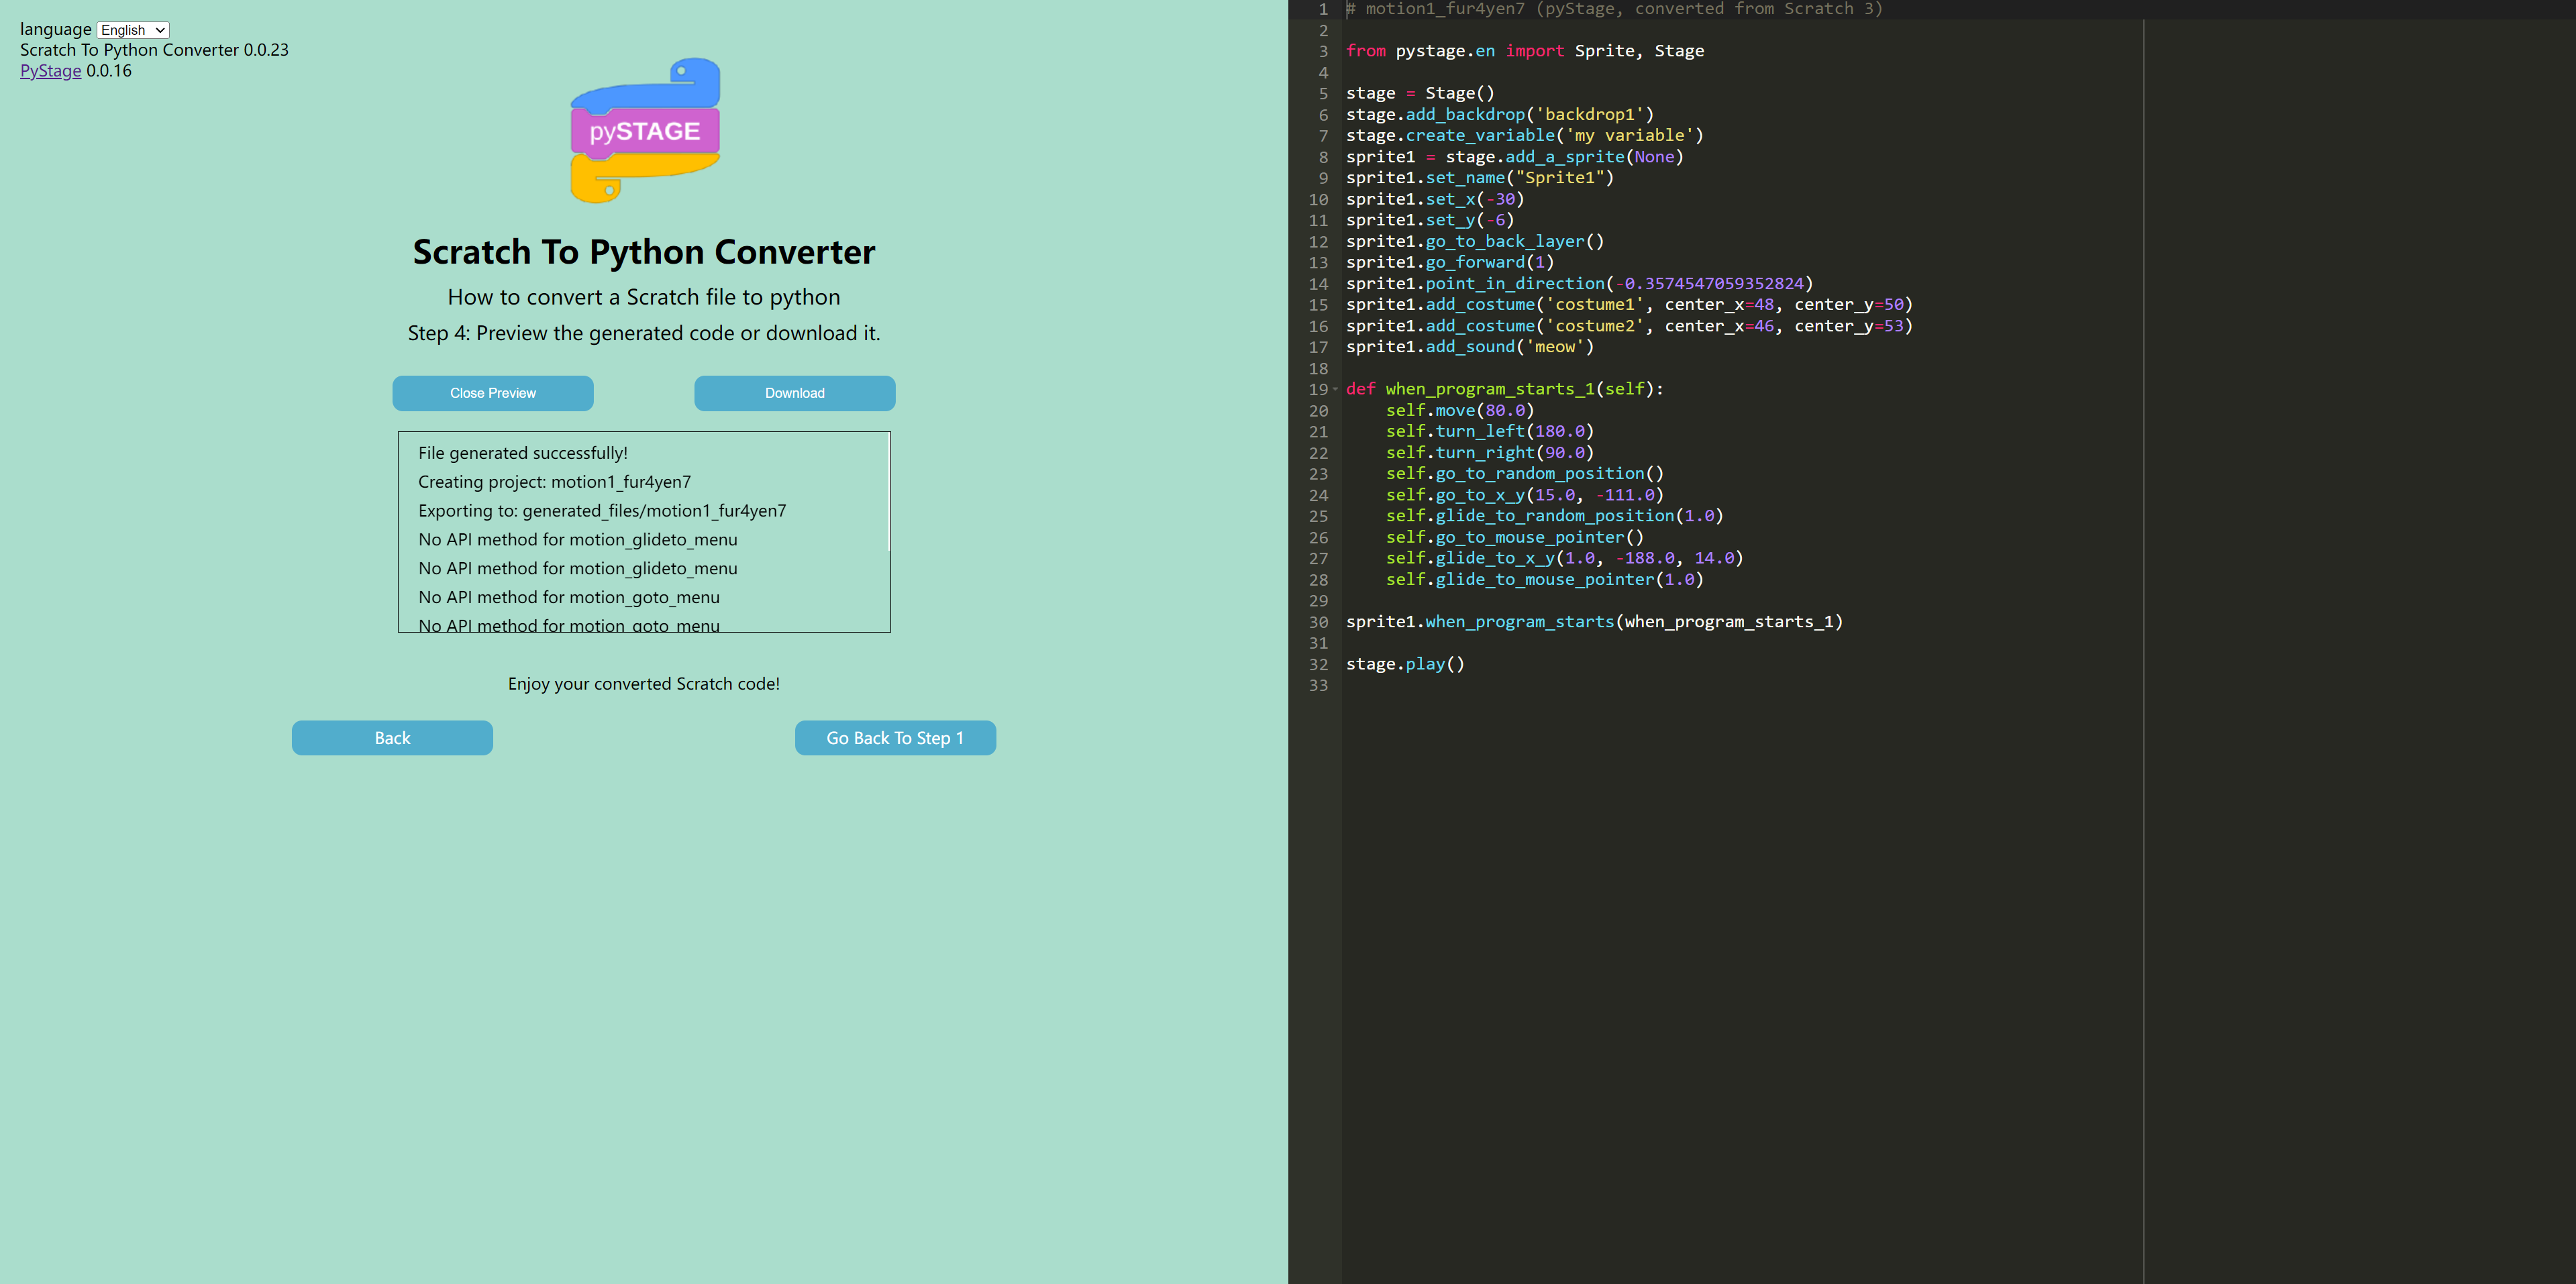 language English
Scratch To Python Converter 0.0.23
PyStage 0.0.16
pySTAGE
Scratch To Python Converter
How to convert a Scratch file to python
Step 4: Preview the generated code or download it.
Close Preview
Download
File generated successfully!
Creating project: motion1_fur4yen7
Exporting to: generated_files/motion1_fur4yen7
No API method for motion_glideto_menu
No API method for motion_glideto_menu
No API method for motion_goto_menu
No API method for motion_goto_menu
Enjoy your converted Scratch code!
Back
Go Back To Step 1
1 # motion1_fur4yen7 (pyStage, converted from Scratch 3)
2
3 from pystage.en import Sprite, Stage
4
5 stage = Stage()
6 stage.add_backdrop('backdrop1')
7 stage.create_variable('my variable')
8 sprite1 = stage.add_a_sprite(None)
9 sprite1.set_name("Sprite1")
10 sprite1.set_x(-30)
11 sprite1.set_y(-6)
12 sprite1.go_to_back_layer()
13 sprite1.go_forward(1)
14 sprite1.point_in_direction(-0.3574547059352824)
15 sprite1.add_costume('costume1', center_x=48, center_y=50)
16 sprite1.add_costume('costume2', center_x=46, center_y=53)
17 sprite1.add_sound('meow')
18
19 def when_program_starts_1(self):
20     self.move(80.0)
21     self.turn_left(180.0)
22     self.turn_right(90.0)
23     self.go_to_random_position()
24     self.go_to_x_y(15.0, -111.0)
25     self.glide_to_random_position(1.0)
26     self.go_to_mouse_pointer()
27     self.glide_to_x_y(1.0, -188.0, 14.0)
28     self.glide_to_mouse_pointer(1.0)
29
30 sprite1.when_program_starts(when_program_starts_1)
31
32 stage.play()
33